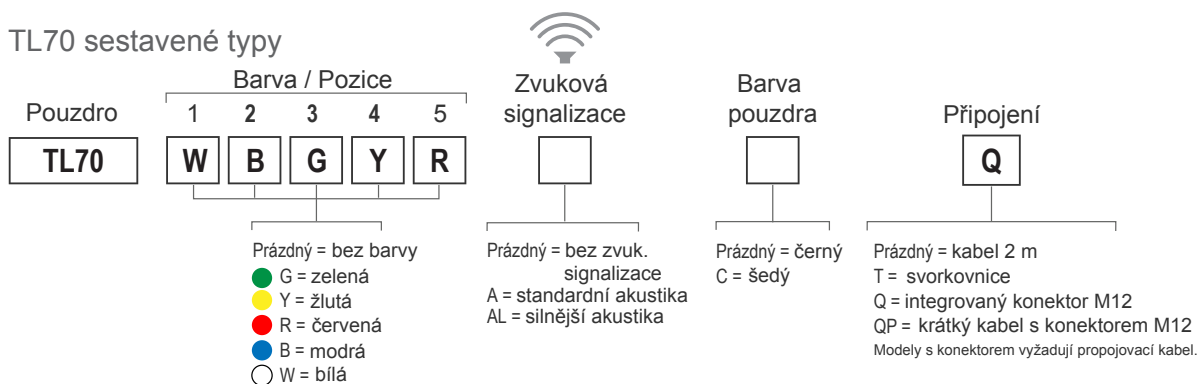 TL70 sestavené typy
Barva / Pozice
Zvuková
signalizace
Barva
pouzdra
Pouzdro
1 2 3 4 5
Připojení
TL70 W B G Y R Q
Prázdný = bez barvy
G = zelená
Y = žlutá
R = červená
B = modrá
W = bílá
Prázdný = bez zvuk.
signalizace
A = standardní akustika
AL = silnější akustika
Prázdný = černý
C = šedý
Prázdný = kabel 2 m
T = svorkovnice
Q = integrovaný konektor M12
QP = krátký kabel s konektorem M12
Modely s konektorem vyžadují propojovací kabel.